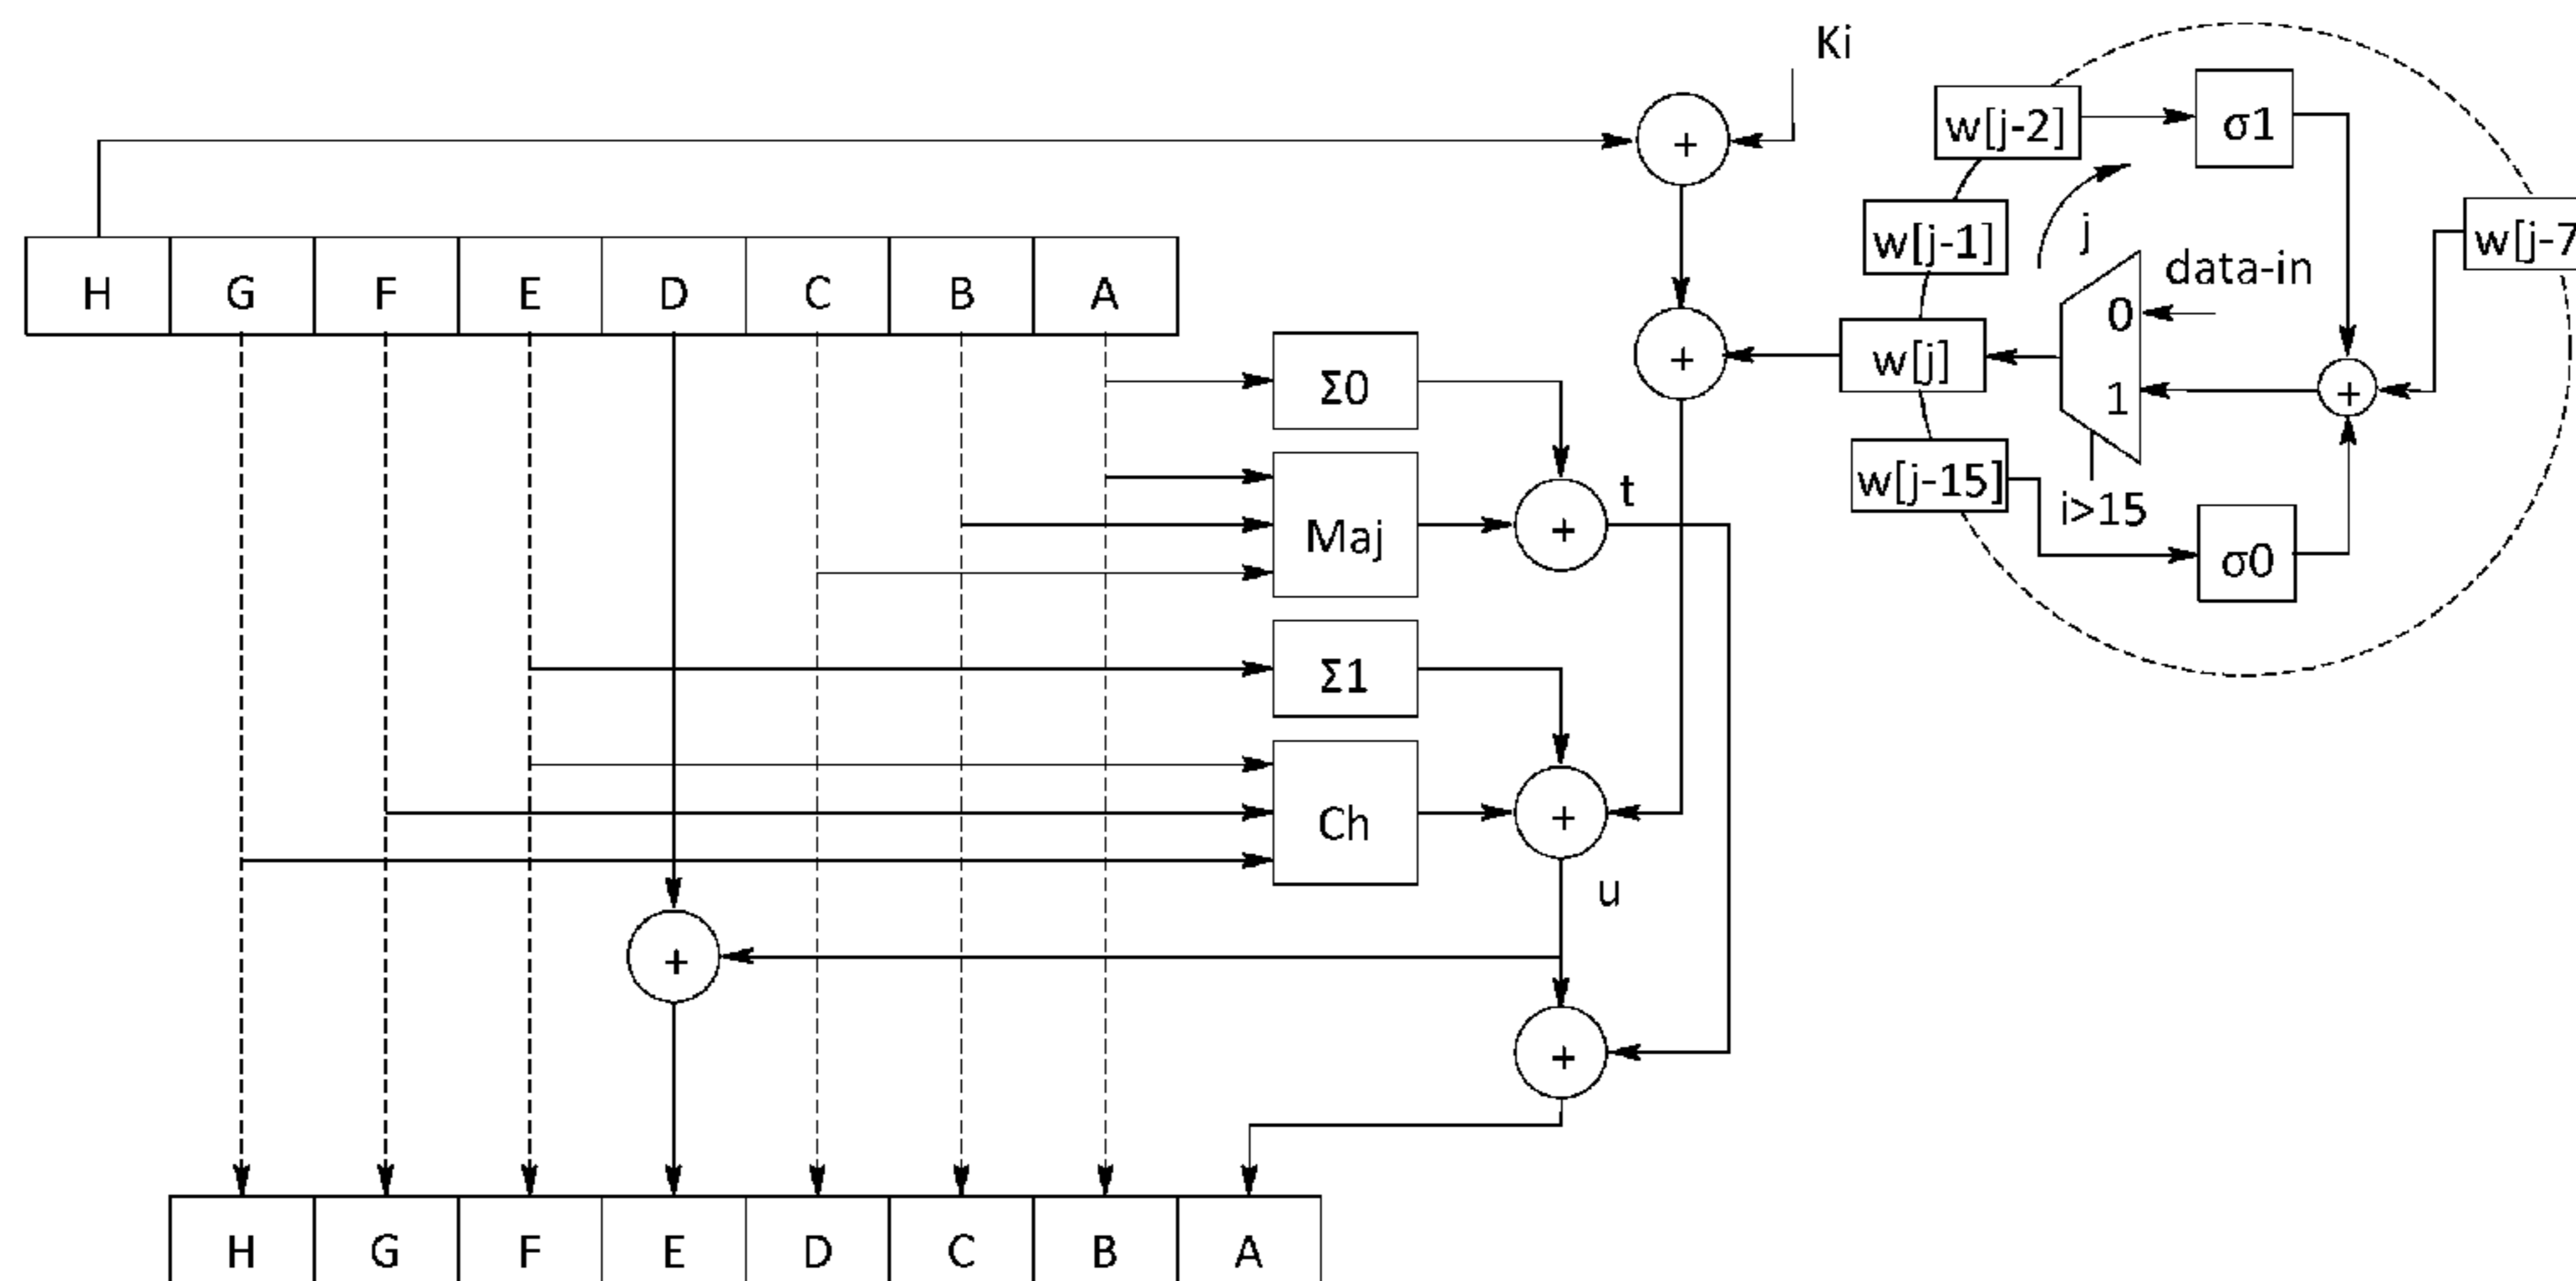 Ki
w[j-2]
σ1
w[j-1]
j
data-in
w[j-7
H G F E D C B A
+
0
Σ0
+
w[j]
1
+
Maj
t
w[j-15]
i>15
+
σ0
Σ1
Ch
+
u
+
+
H G F E D C B A